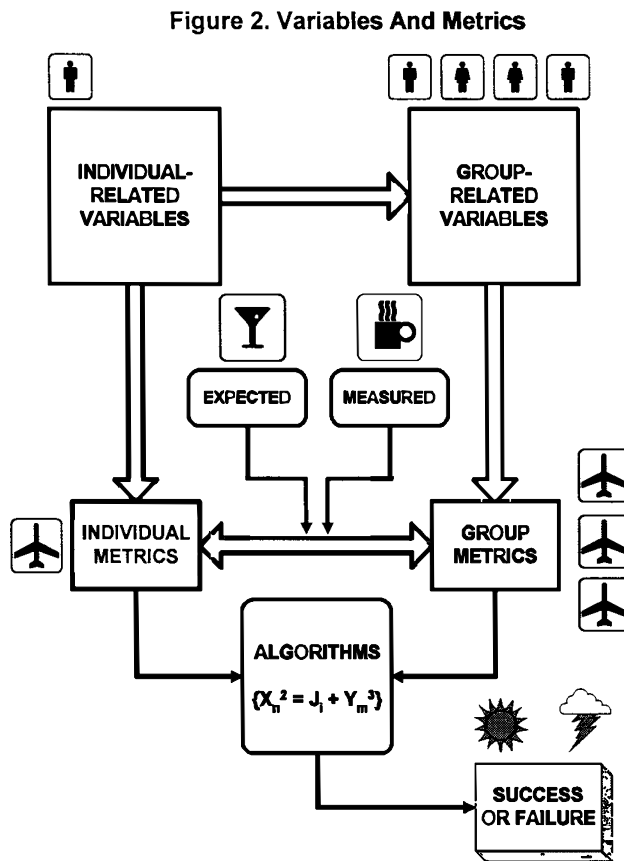 Figure 2. Variables And Metrics
INDIVIDUAL-
RELATED
VARIABLES
GROUP-
RELATED
VARIABLES
EXPECTED
MEASURED
INDIVIDUAL
METRICS
GROUP
METRICS
ALGORITHMS
{Xₙ² = Jᵢ + Yₘ³}
SUCCESS
OR FAILURE